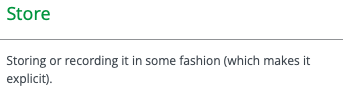 Store
Storing or recording it in some fashion (which makes it
explicit).